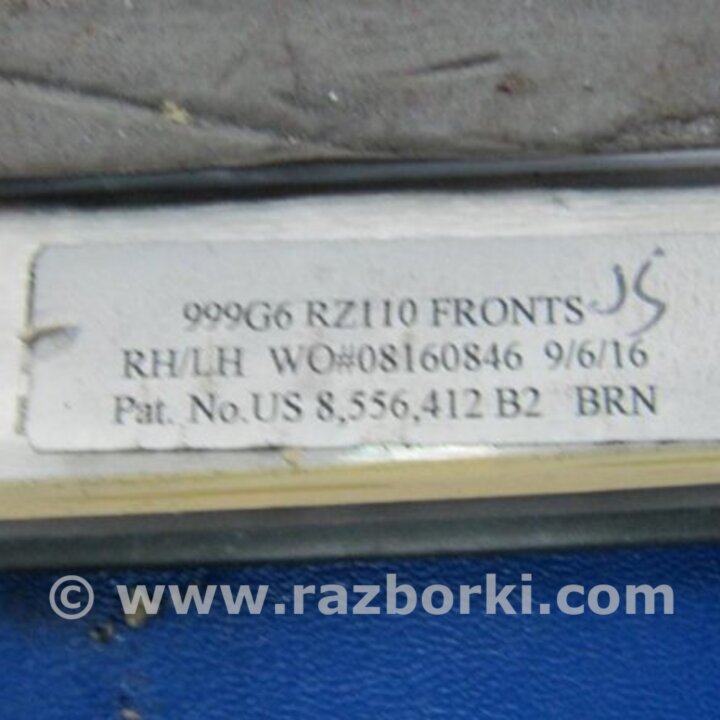 999G6 RZ110 FRONTS JS
RH/LH WO#08160846 9/6/16
Pat. No.US 8,556,412 B2 BRN
© www.razborki.com